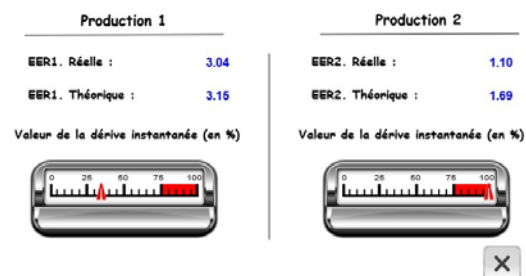 Production 1
EER1. Réelle : 3.04
EER1. Théorique : 3.15
Valeur de la dérive instantanée (en %)
0 25 50 75 100
Production 2
EER2. Réelle : 1.10
EER2. Théorique : 1.69
Valeur de la dérive instantanée (en %)
0 25 50 75 100